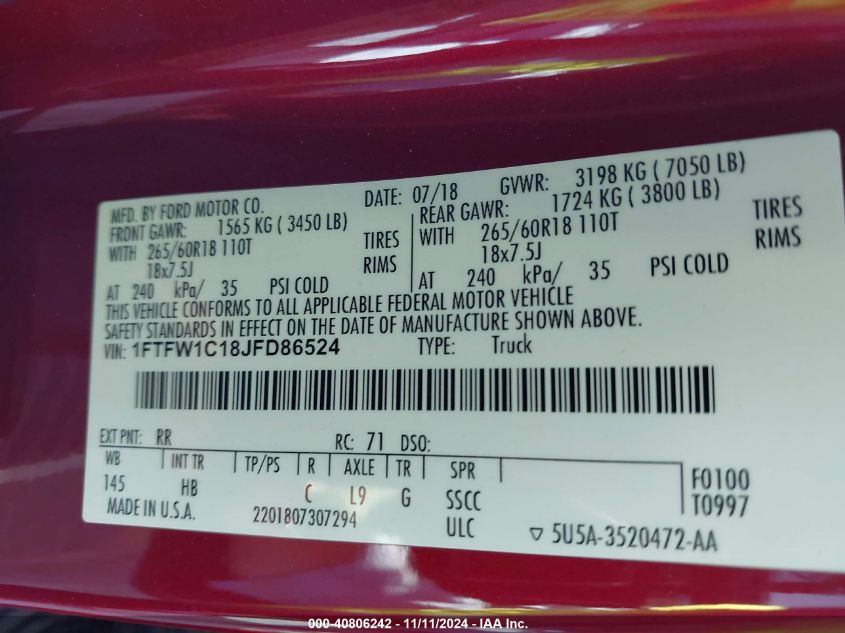 MFD. BY FORD MOTOR CO. DATE: 07/18 GVWR: 3198 KG ( 7050 LB)
FRONT GAWR: 1565 KG ( 3450 LB) REAR GAWR: 1724 KG ( 3800 LB)
WITH 265/60R18 110T TIRES WITH 265/60R18 110T TIRES
18x7.5J RIMS 18x7.5J RIMS
AT 240 kPa/ 35 PSI COLD AT 240 kPa/ 35 PSI COLD
THIS VEHICLE CONFORMS TO ALL APPLICABLE FEDERAL MOTOR VEHICLE
SAFETY STANDARDS IN EFFECT ON THE DATE OF MANUFACTURE SHOWN ABOVE.
VIN: 1FTFW1C18JFD86524 TYPE: Truck
EXT PNT: RR RC: 71 DSO:
WB INT TR TP/PS R AXLE TR SPR F0100
145 HB C L9 G SSCC T0997
MADE IN U.S.A. 2201807307294 ULC ▽ 5U5A-3520472-AA
000-40806242 - 11/11/2024 - IAA Inc.